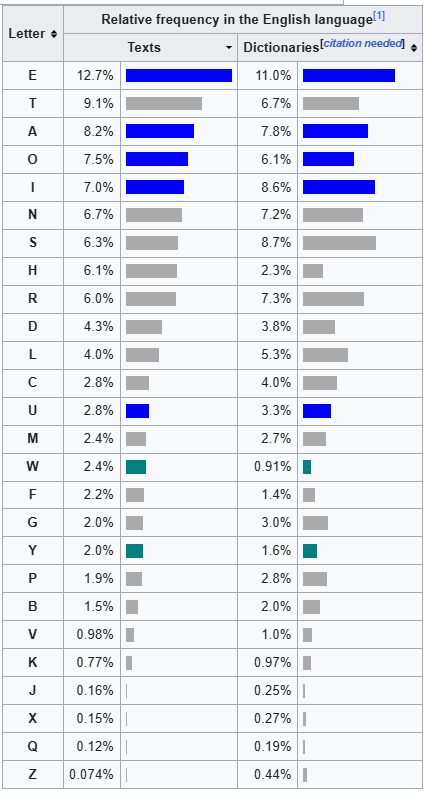 Letter Relative frequency in the English language[1]
Texts Dictionaries[citation needed]
E 12.7% 11.0%
T 9.1% 6.7%
A 8.2% 7.8%
O 7.5% 6.1%
I 7.0% 8.6%
N 6.7% 7.2%
S 6.3% 8.7%
H 6.1% 2.3%
R 6.0% 7.3%
D 4.3% 3.8%
L 4.0% 5.3%
C 2.8% 4.0%
U 2.8% 3.3%
M 2.4% 2.7%
W 2.4% 0.91%
F 2.2% 1.4%
G 2.0% 3.0%
Y 2.0% 1.6%
P 1.9% 2.8%
B 1.5% 2.0%
V 0.98% 1.0%
K 0.77% 0.97%
J 0.16% 0.25%
X 0.15% 0.27%
Q 0.12% 0.19%
Z 0.074% 0.44%